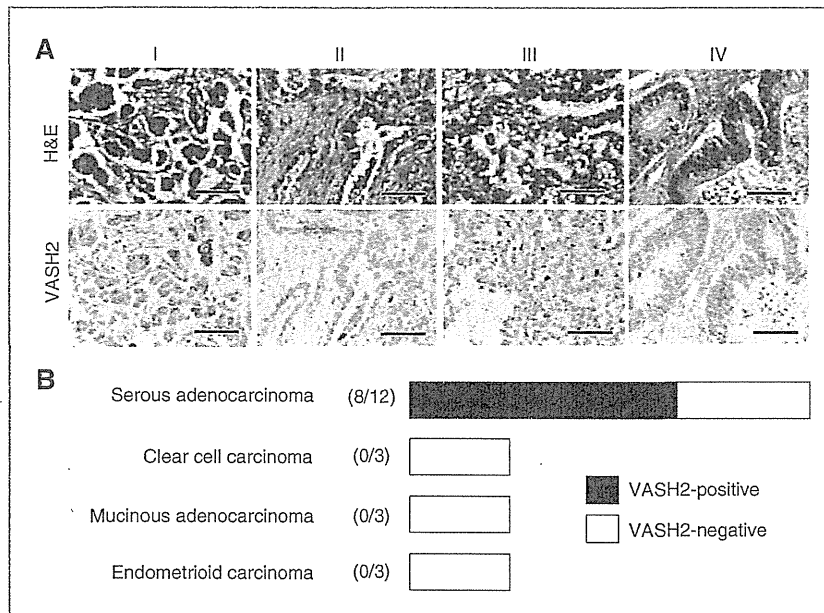 A
I II III IV
H&E
VASH2
B
Serous adenocarcinoma (8/12)
Clear cell carcinoma (0/3)
Mucinous adenocarcinoma (0/3)
Endometrioid carcinoma (0/3)
VASH2-positive
VASH2-negative